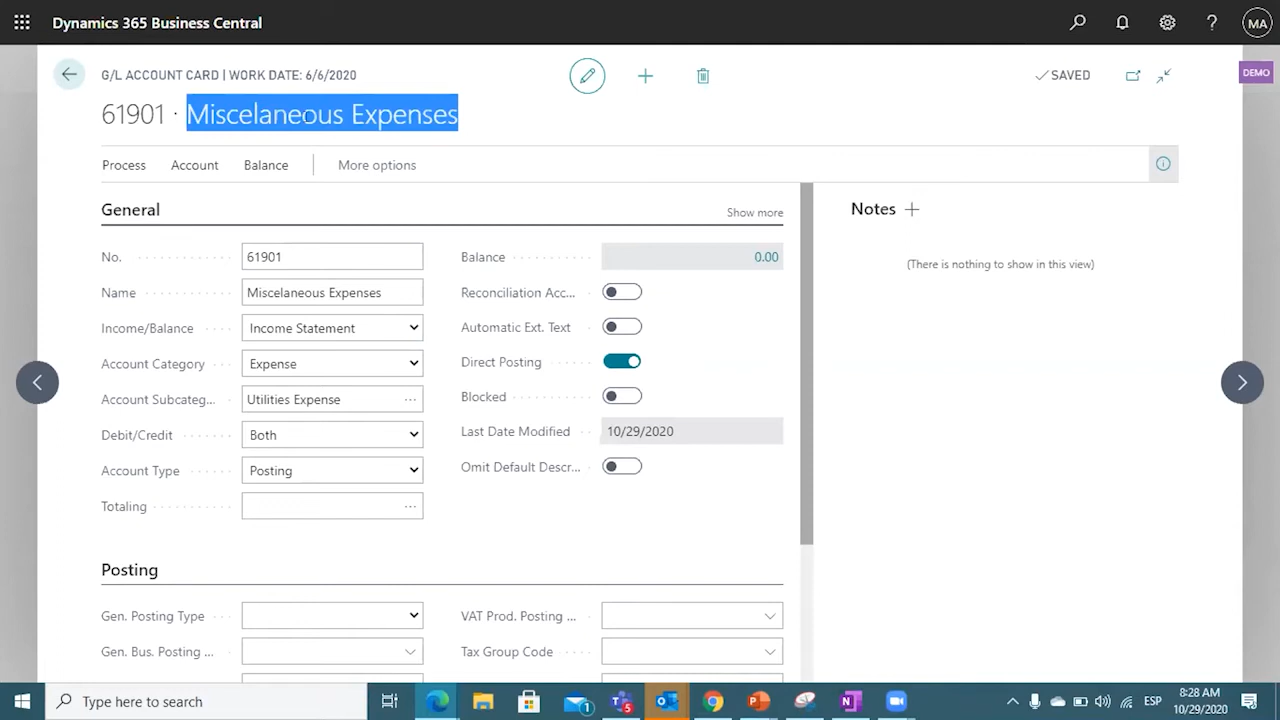 Dynamics 365 Business Central
MA
G/L ACCOUNT CARD | WORK DATE: 6/6/2020
SAVED
DEMO
61901 · Miscelaneous Expenses
Process Account Balance More options
General
Show more
No. 61901
Name Miscelaneous Expenses
Income/Balance Income Statement
Account Category Expense
Account Subcateg... Utilities Expense
Debit/Credit Both
Account Type Posting
Totaling
Balance 0.00
Reconciliation Acc...
Automatic Ext. Text
Direct Posting
Blocked
Last Date Modified 10/29/2020
Omit Default Descr...
Notes
(There is nothing to show in this view)
Posting
Gen. Posting Type
Gen. Bus. Posting ...
VAT Prod. Posting ...
Tax Group Code
Type here to search
1
5
ESP
8:28 AM
10/29/2020